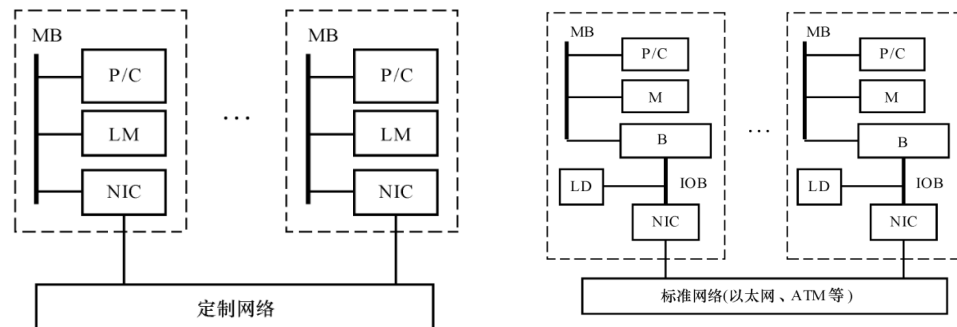 MB
P/C
LM
NIC
...
MB
P/C
LM
NIC
定制网络
MB
P/C
M
B
LD
IOB
NIC
...
MB
P/C
M
B
LD
IOB
NIC
标准网络(以太网、ATM等)